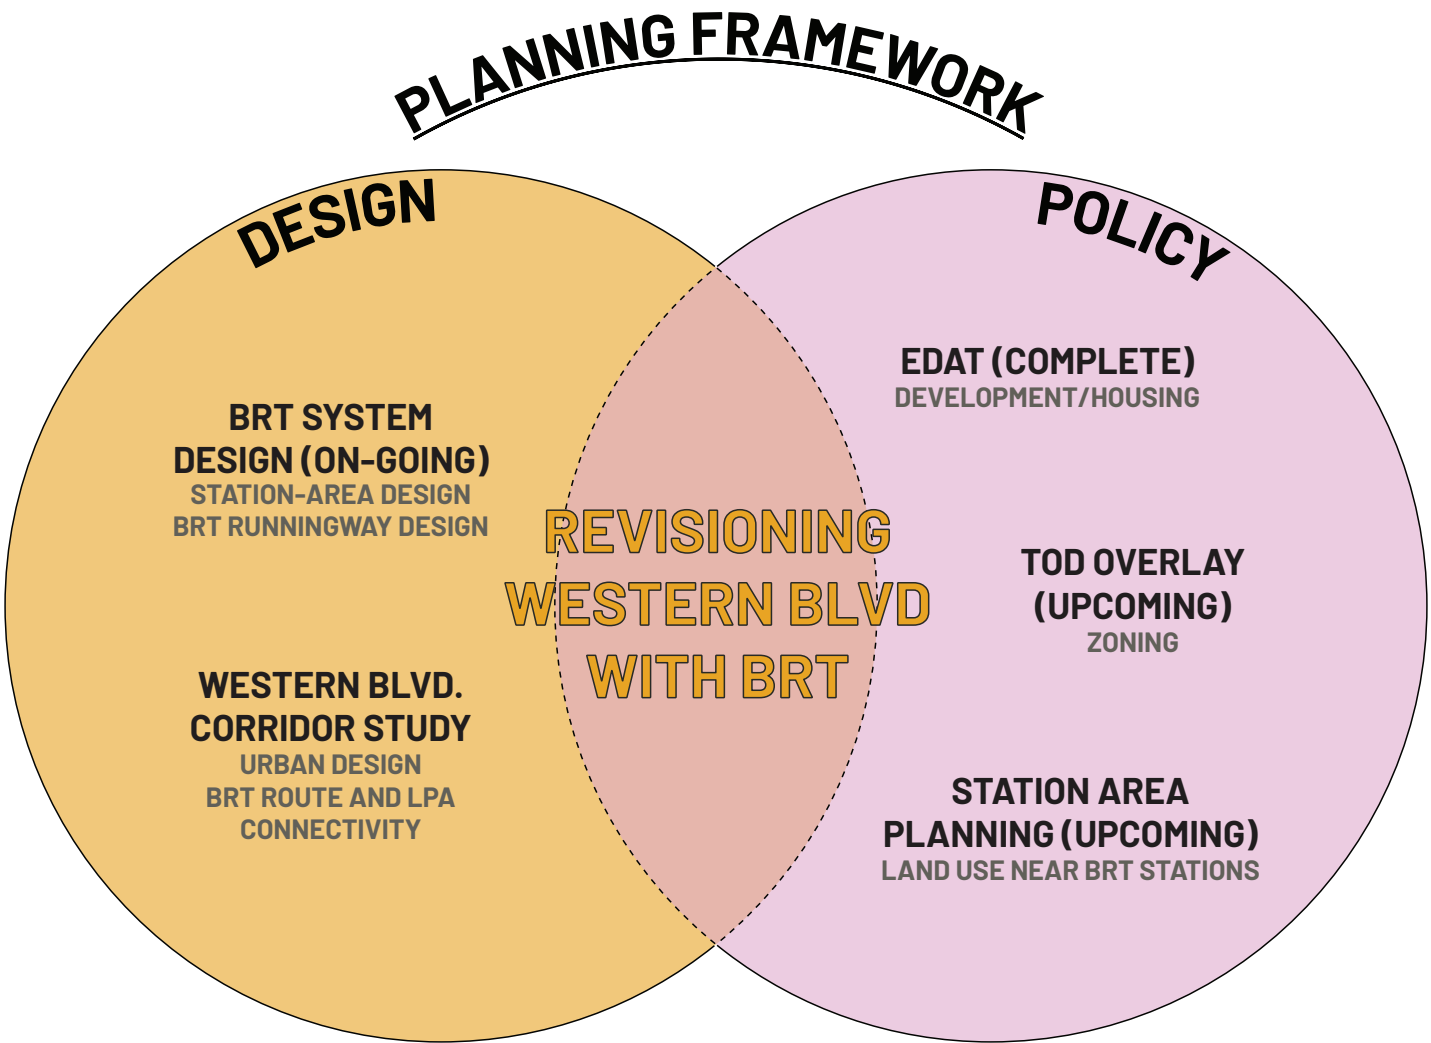 PLANNING FRAMEWORK
DESIGN
BRT SYSTEM
DESIGN (ON-GOING)
STATION-AREA DESIGN
BRT RUNNINGWAY DESIGN
WESTERN BLVD.
CORRIDOR STUDY
URBAN DESIGN
BRT ROUTE AND LPA
CONNECTIVITY
REVISIONING
WESTERN BLVD
WITH BRT
POLICY
EDAT (COMPLETE)
DEVELOPMENT/HOUSING
TOD OVERLAY
(UPCOMING)
ZONING
STATION AREA
PLANNING (UPCOMING)
LAND USE NEAR BRT STATIONS